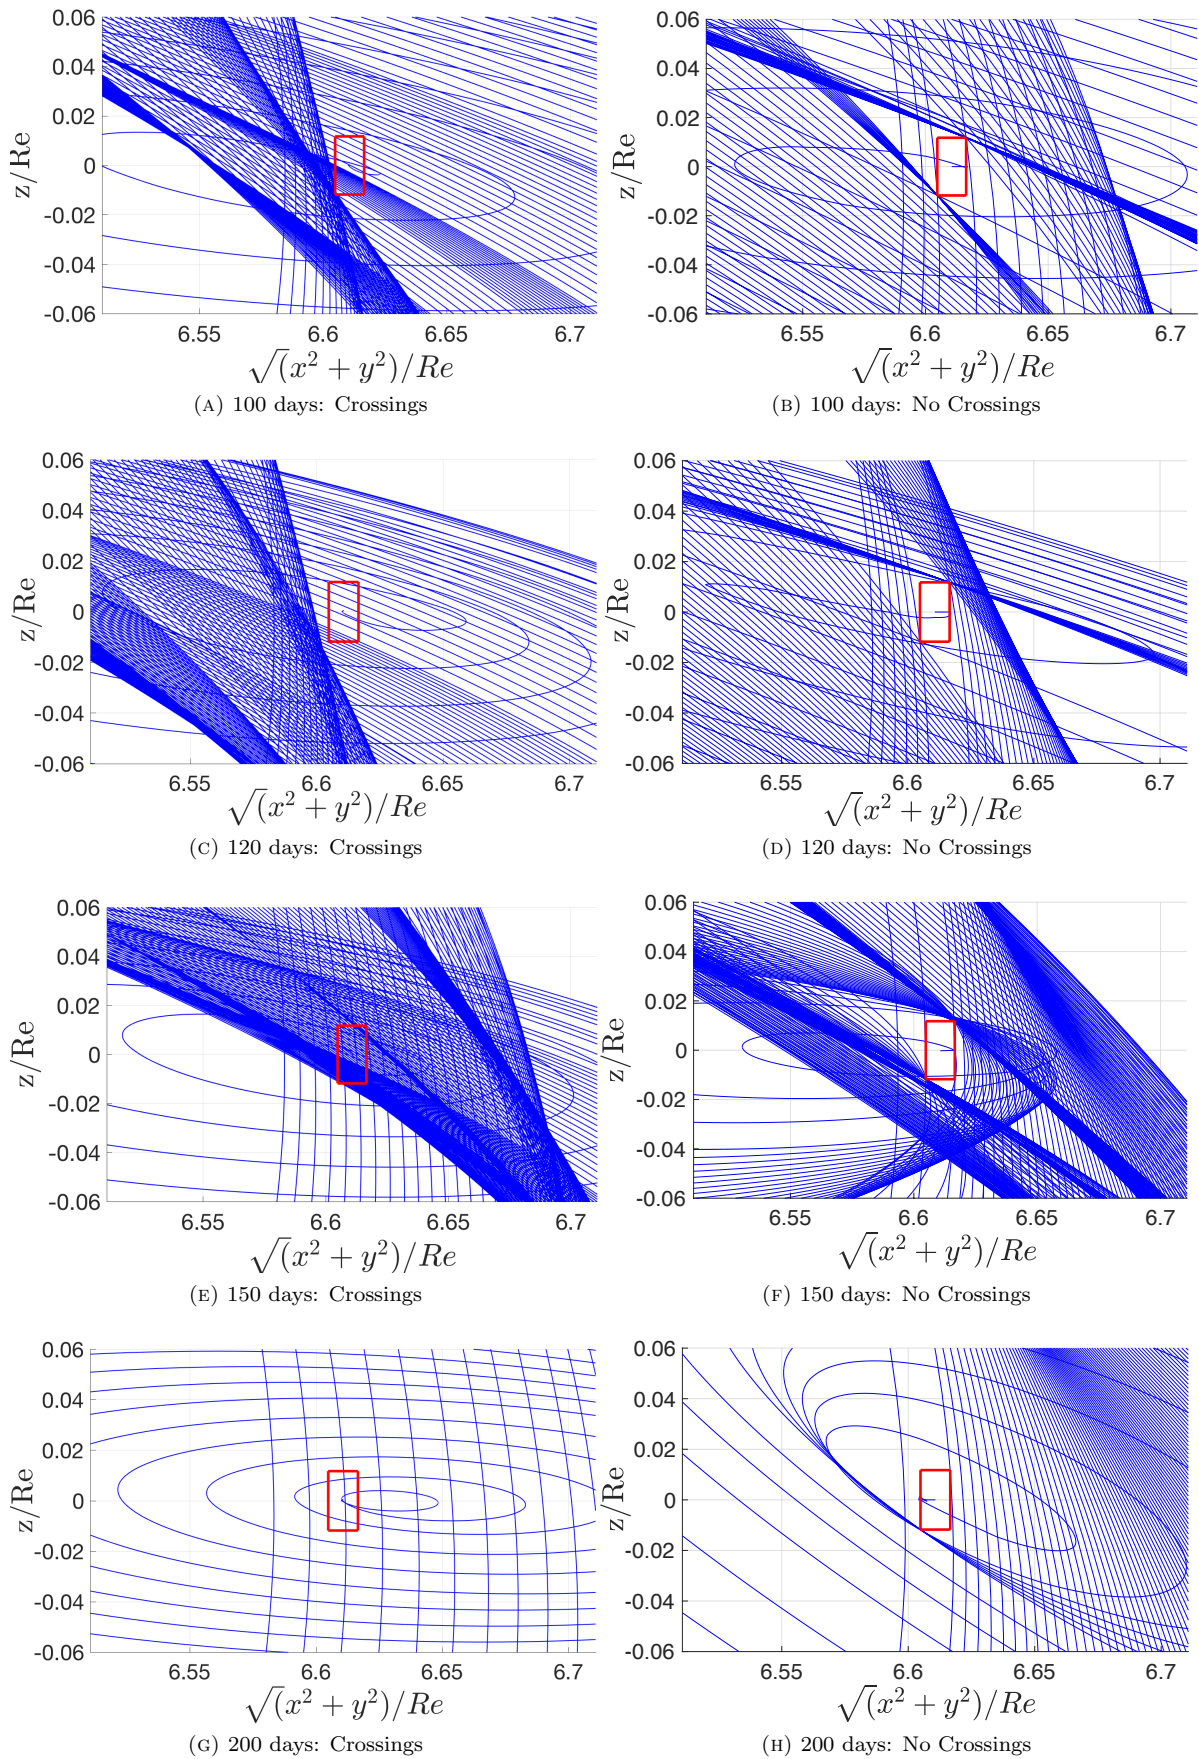 0.06
0.04
0.02
0
-0.02
-0.04
-0.06
z/Re
6.55 6.6 6.65 6.7
√(x² + y²)/Re
(A) 100 days: Crossings
0.06
0.04
0.02
0
-0.02
-0.04
-0.06
z/Re
6.55 6.6 6.65 6.7
√(x² + y²)/Re
(B) 100 days: No Crossings
0.06
0.04
0.02
0
-0.02
-0.04
-0.06
z/Re
6.55 6.6 6.65 6.7
√(x² + y²)/Re
(C) 120 days: Crossings
0.06
0.04
0.02
0
-0.02
-0.04
-0.06
z/Re
6.55 6.6 6.65 6.7
√(x² + y²)/Re
(D) 120 days: No Crossings
0.06
0.04
0.02
0
-0.02
-0.04
-0.06
z/Re
6.55 6.6 6.65 6.7
√(x² + y²)/Re
(E) 150 days: Crossings
0.06
0.04
0.02
0
-0.02
-0.04
-0.06
z/Re
6.55 6.6 6.65 6.7
√(x² + y²)/Re
(F) 150 days: No Crossings
0.06
0.04
0.02
0
-0.02
-0.04
-0.06
z/Re
6.55 6.6 6.65 6.7
√(x² + y²)/Re
(G) 200 days: Crossings
0.06
0.04
0.02
0
-0.02
-0.04
-0.06
z/Re
6.55 6.6 6.65 6.7
√(x² + y²)/Re
(H) 200 days: No Crossings